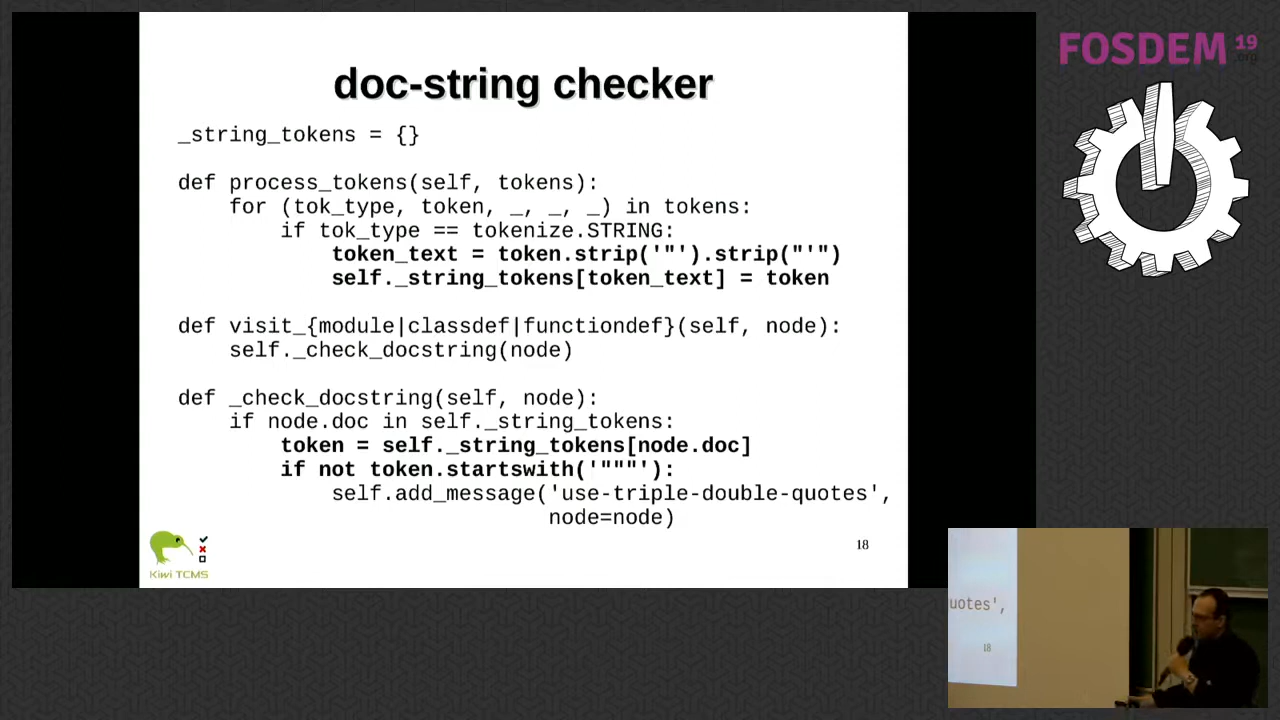 doc-string checker
_string_tokens = {}
def process_tokens(self, tokens):
    for (tok_type, token, _, _, _) in tokens:
        if tok_type == tokenize.STRING:
            token_text = token.strip('"').strip("'")
            self._string_tokens[token_text] = token
def visit_{module|classdef|functiondef}(self, node):
    self._check_docstring(node)
def _check_docstring(self, node):
    if node.doc in self._string_tokens:
        token = self._string_tokens[node.doc]
        if not token.startswith('"""'):
            self.add_message('use-triple-double-quotes',
                             node=node)
Kiwi TCMS
18
FOSDEM 19
.org
uotes',
18